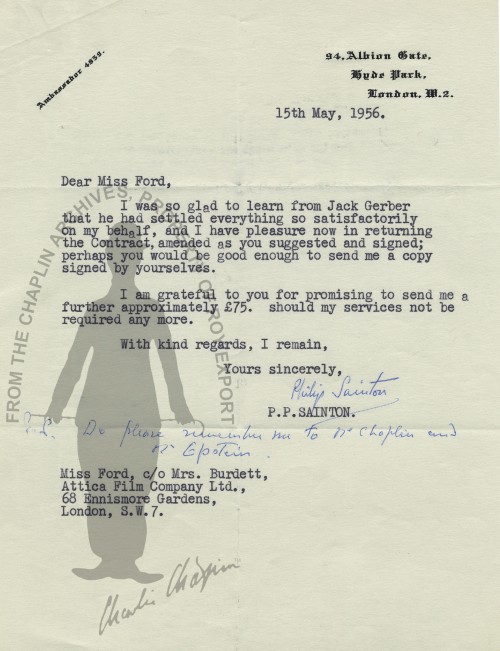 Ambassador 4839.
94, Albion Gate.
Hyde Park,
London, W.2.
15th May, 1956.
Dear Miss Ford,
I was so glad to learn from Jack Gerber
that he had settled everything so satisfactorily
on my behalf, and I have pleasure now in returning
the Contract, amended as you suggested and signed;
perhaps you would be good enough to send me a copy
signed by yourselves.
I am grateful to you for promising to send me a
further approximately £75. should my services not be
required any more.
With kind regards, I remain,
Yours sincerely,
Philip Sainton
P.P.SAINTON.
P.S. Do please remember me to Mr Chaplin and
Mr Epstein.
Miss Ford, c/o Mrs. Burdett,
Attica Film Company Ltd.,
68 Ennismore Gardens,
London, S.W.7.
FROM THE CHAPLIN ARCHIVES, PROPERTY OF ROY EXPORT
Charlie Chaplin